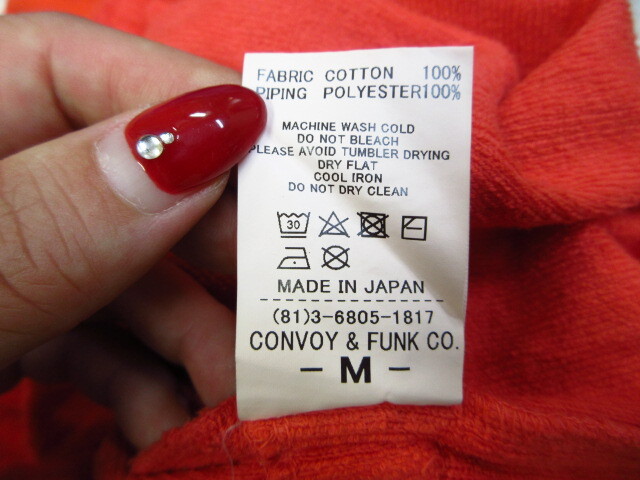 FABRIC COTTON 100%
PIPING POLYESTER100%
MACHINE WASH COLD
DO NOT BLEACH
PLEASE AVOID TUMBLER DRYING
DRY FLAT
COOL IRON
DO NOT DRY CLEAN
30
MADE IN JAPAN
(81)3-6805-1817
CONVOY & FUNK CO.
- M -